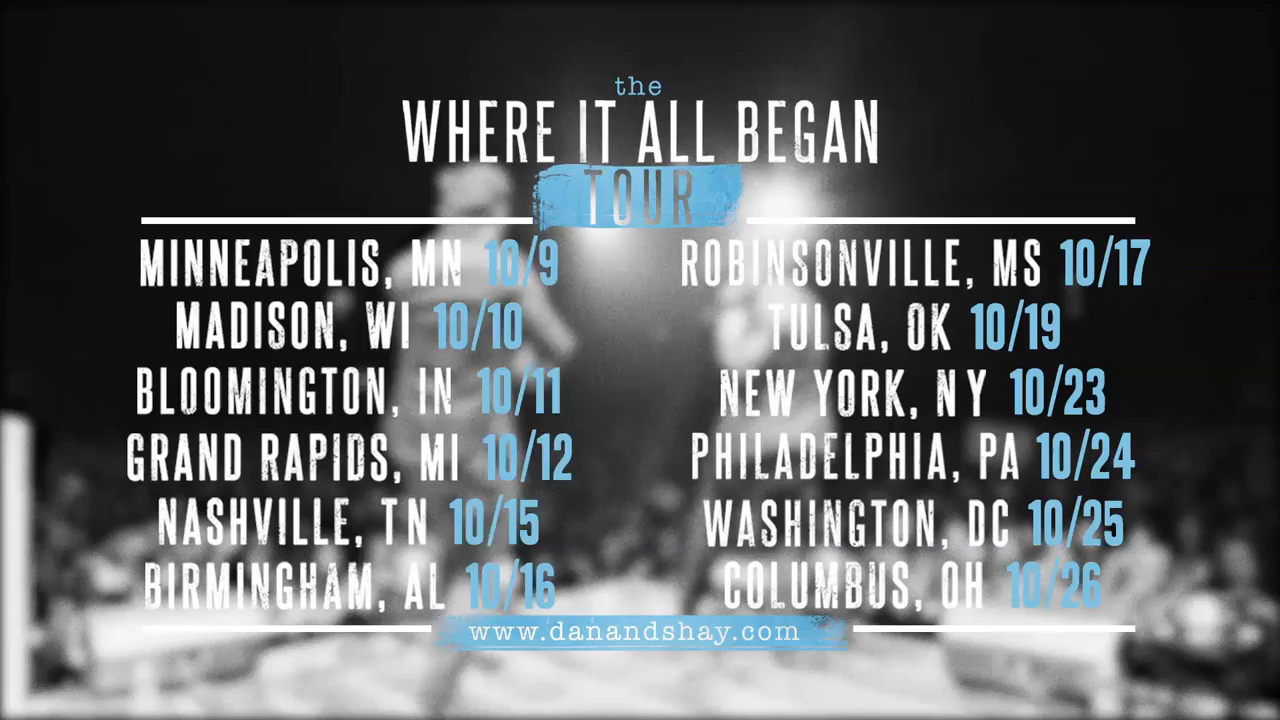 the
WHERE IT ALL BEGAN
TOUR
MINNEAPOLIS, MN 10/9
MADISON, WI 10/10
BLOOMINGTON, IN 10/11
GRAND RAPIDS, MI 10/12
NASHVILLE, TN 10/15
BIRMINGHAM, AL 10/16
ROBINSONVILLE, MS 10/17
TULSA, OK 10/19
NEW YORK, NY 10/23
PHILADELPHIA, PA 10/24
WASHINGTON, DC 10/25
COLUMBUS, OH 10/26
www.danandshay.com